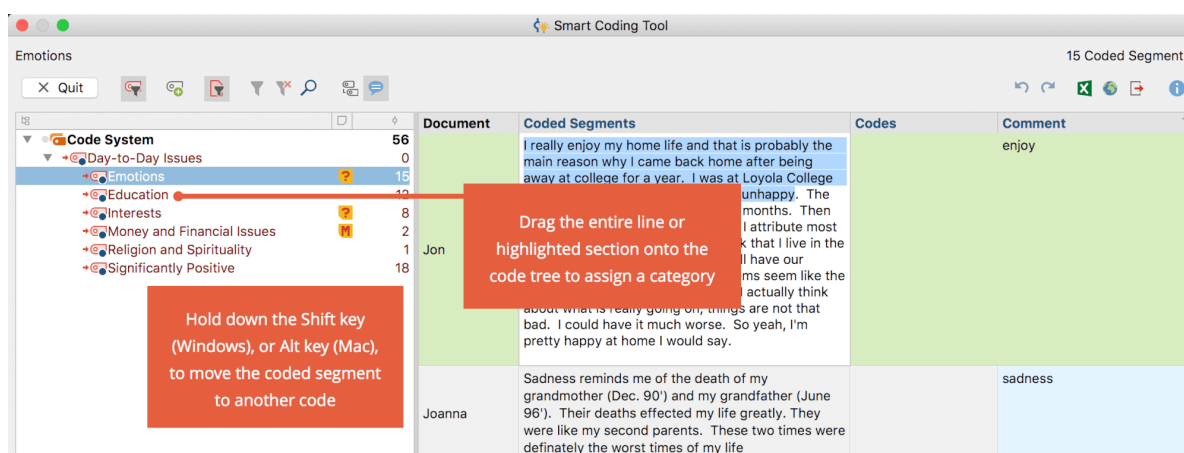 Smart Coding Tool
Emotions
15 Coded Segment
X Quit
Document
Coded Segments
Codes
Comment
Code System 56
Day-to-Day Issues 0
Emotions ? 15
Education 12
Interests ? 8
Money and Financial Issues M 2
Religion and Spirituality 1
Significantly Positive 18
Jon
I really enjoy my home life and that is probably the
main reason why I came back home after being
away at college for a year. I was at Loyola College
unhappy. The
months. Then
I attribute most
k that I live in the
ll have our
ms seem like the
I actually think
about what is really going on, things are not that
bad. I could have it much worse. So yeah, I'm
pretty happy at home I would say.
enjoy
Drag the entire line or
highlighted section onto the
code tree to assign a category
Hold down the Shift key
(Windows), or Alt key (Mac),
to move the coded segment
to another code
Joanna
Sadness reminds me of the death of my
grandmother (Dec. 90') and my grandfather (June
96'). Their deaths effected my life greatly. They
were like my second parents. These two times were
definately the worst times of my life
sadness